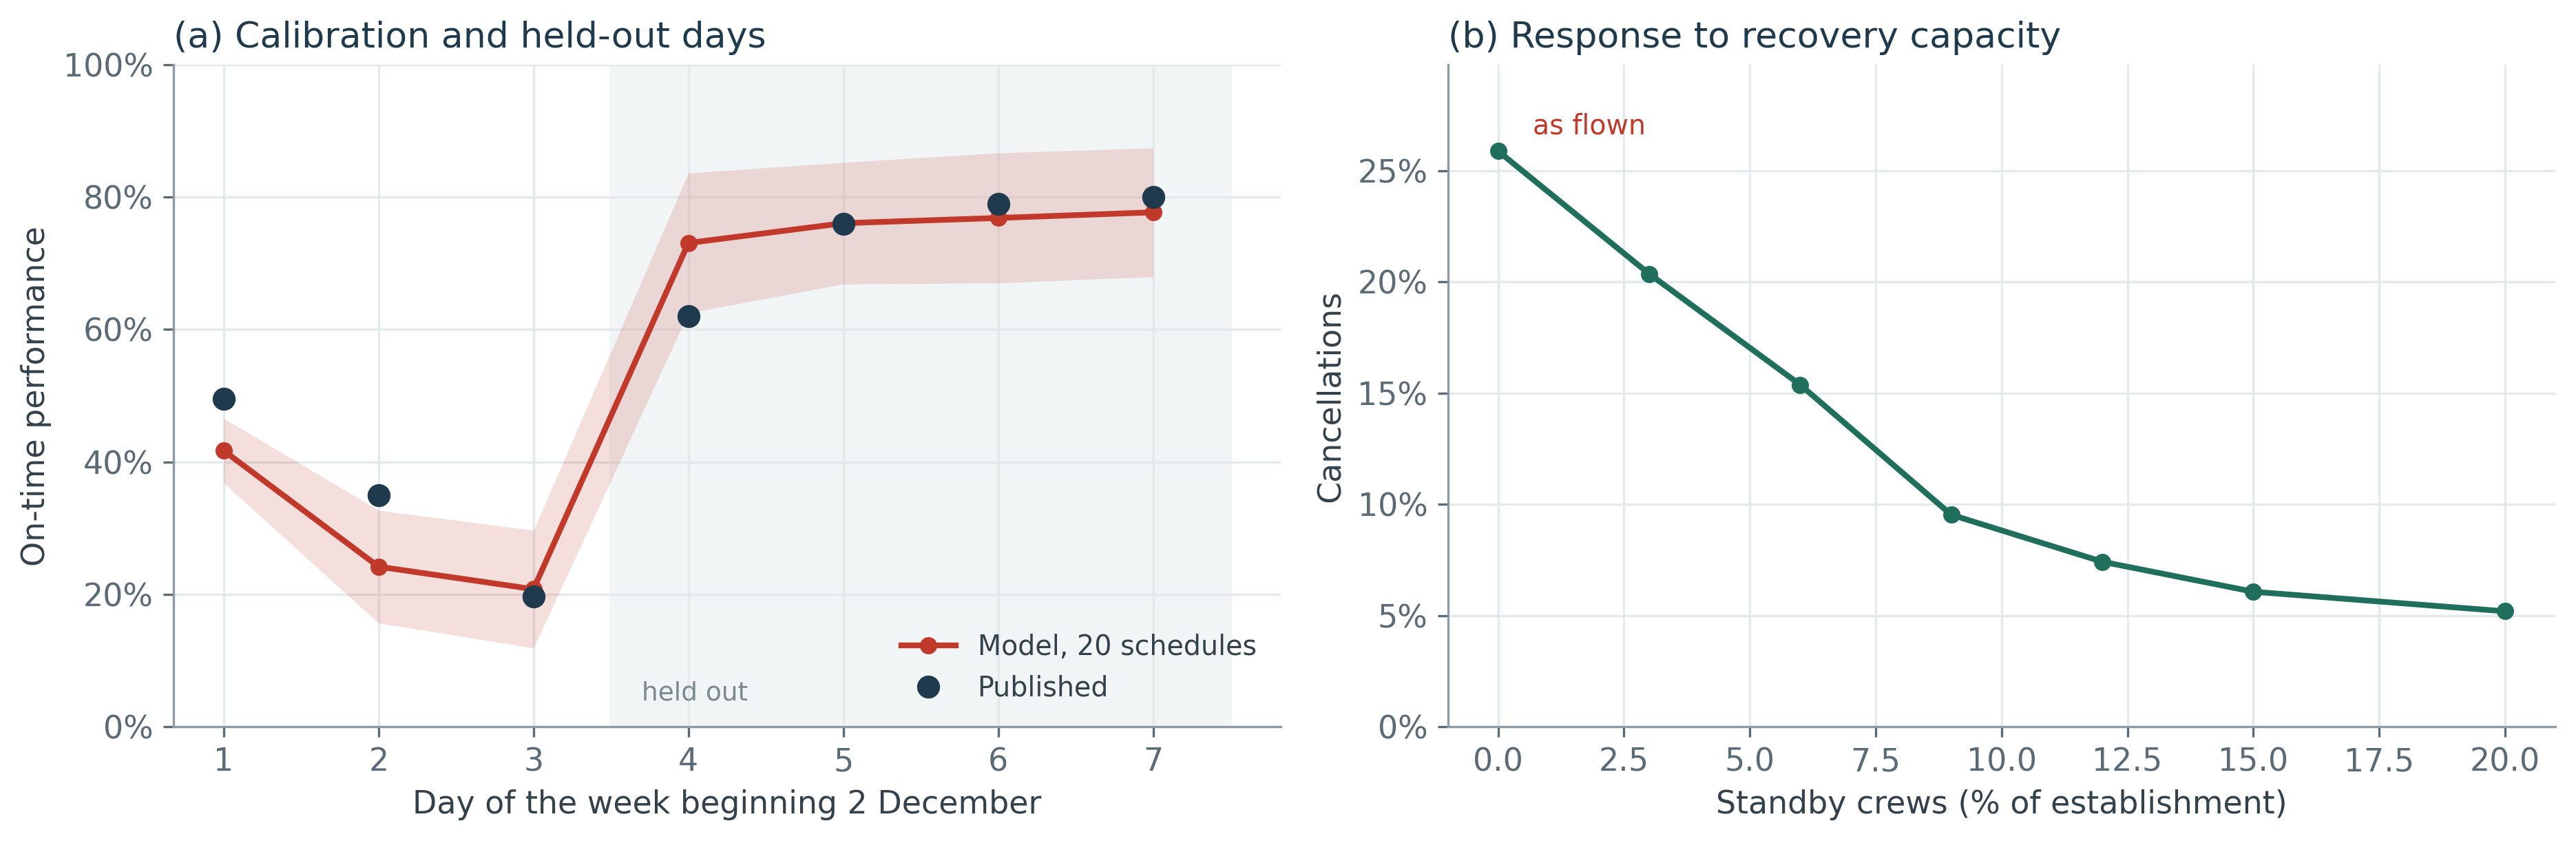 (a) Calibration and held-out days
On-time performance
100%
80%
60%
40%
20%
0%
held out
Model, 20 schedules
Published
1 2 3 4 5 6 7
Day of the week beginning 2 December
(b) Response to recovery capacity
Cancellations
as flown
25%
20%
15%
10%
5%
0%
0.0 2.5 5.0 7.5 10.0 12.5 15.0 17.5 20.0
Standby crews (% of establishment)